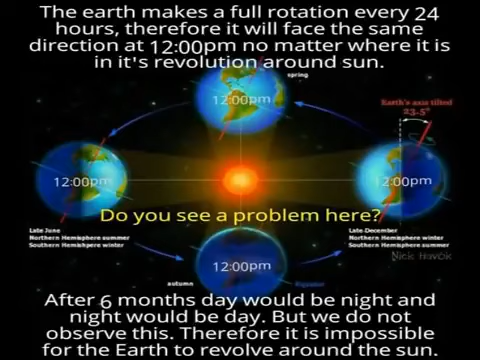 The earth makes a full rotation every 24
hours, therefore it will face the same
direction at 12:00pm no matter where it is
in it's revolution around sun.
spring
12:00pm
Earth's axis tilted
23-5°
12:00pm
12:00pm
Do you see a problem here?
Late June
Northern Hemisphere summer
Southern Hemishpere winter
Late-December
Northern Hemisphere winter
Southern Hemisphere summer
Nick Havok
12:00pm
autumn
Equator
After 6 months day would be night and
night would be day. But we do not
observe this. Therefore it is impossible
for the Earth to revolve around the sun.